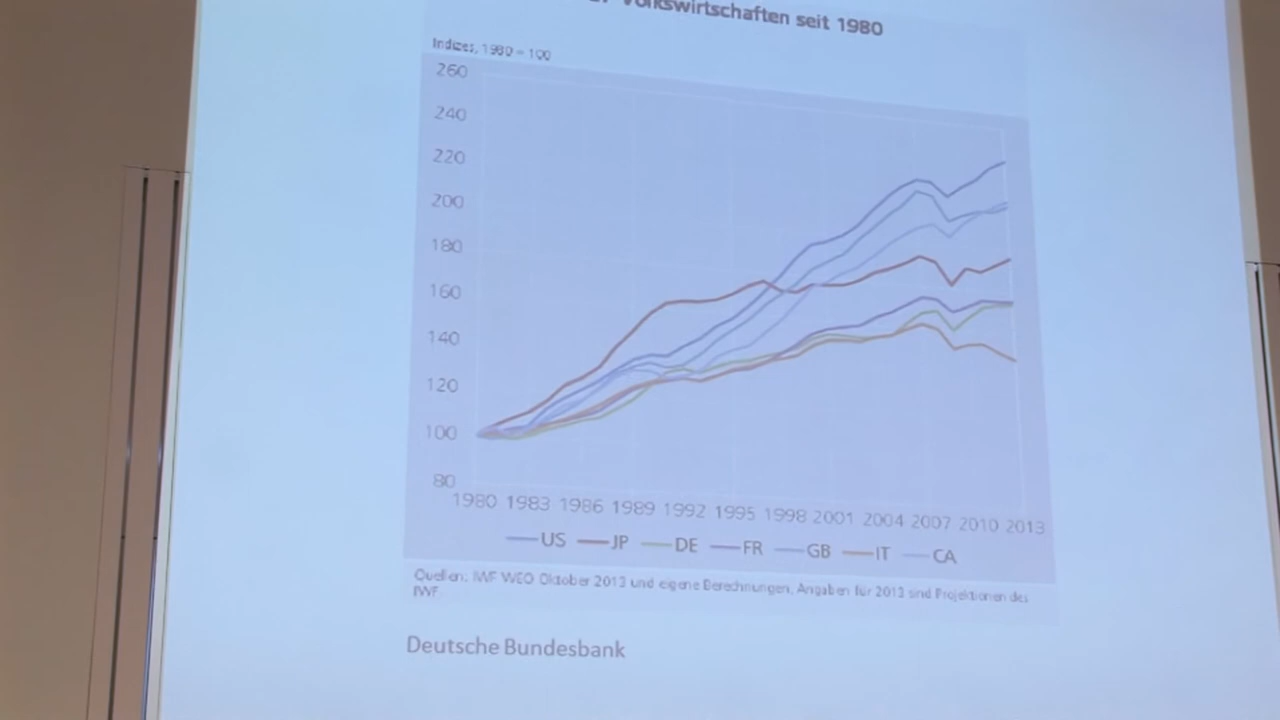 Volkswirtschaften seit 1980
Indizes, 1980 = 100
260
240
220
200
180
160
140
120
100
80
1980 1983 1986 1989 1992 1995 1998 2001 2004 2007 2010 2013
US JP DE FR GB IT CA
Quellen: IWF WEO Oktober 2013 und eigene Berechnungen, Angaben für 2013 sind Projektionen des
IWF
Deutsche Bundesbank